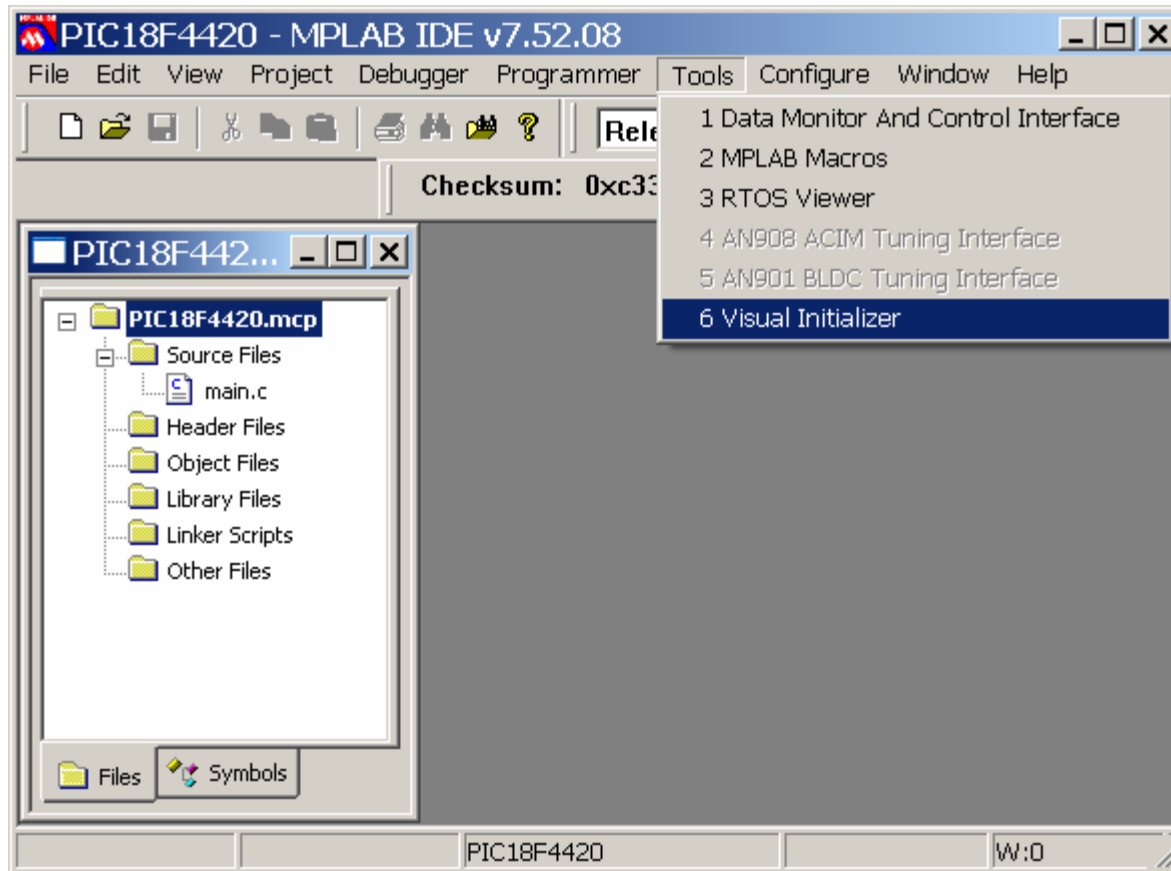 PIC18F4420 - MPLAB IDE v7.52.08
File Edit View Project Debugger Programmer Tools Configure Window Help
1 Data Monitor And Control Interface
2 MPLAB Macros
3 RTOS Viewer
4 AN908 ACIM Tuning Interface
5 AN901 BLDC Tuning Interface
6 Visual Initializer
Rele
Checksum: 0xc33
PIC18F442...
PIC18F4420.mcp
Source Files
main.c
Header Files
Object Files
Library Files
Linker Scripts
Other Files
Files Symbols
PIC18F4420 W:0